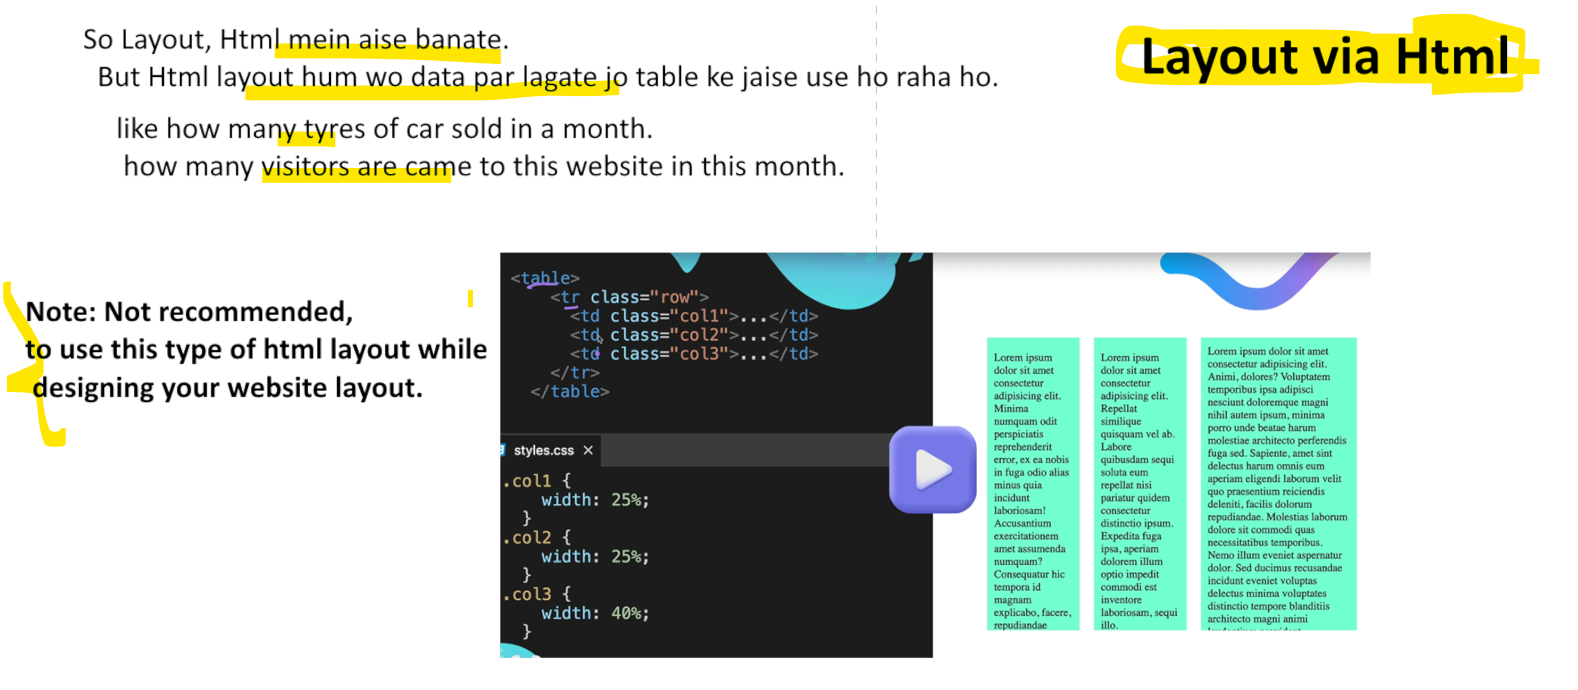 So Layout, Html mein aise banate.
But Html layout hum wo data par lagate jo table ke jaise use ho raha ho.
like how many tyres of car sold in a month.
how many visitors are came to this website in this month.
Layout via Html
Note: Not recommended,
to use this type of html layout while
designing your website layout.
<table>
<tr class="row">
<td class="col1">...</td>
<td class="col2">...</td>
<td class="col3">...</td>
</tr>
</table>
styles.css ×
.col1 {
width: 25%;
}
.col2 {
width: 25%;
}
.col3 {
width: 40%;
}
Lorem ipsum
dolor sit amet
consectetur
adipisicing elit.
Minima
numquam odit
perspiciatis
reprehenderit
error, ex ea nobis
in fuga odio alias
minus quia
incidunt
laboriosam!
Accusantium
exercitationem
amet assumenda
numquam?
Consequatur hic
tempora id
magnam
explicabo, facere,
repudiandae
Lorem ipsum
dolor sit amet
consectetur
adipisicing elit.
Repellat
similique
quisquam vel ab.
Labore
quibusdam sequi
soluta eum
repellat nisi
pariatur quidem
consectetur
distinctio ipsum.
Expedita fuga
ipsa, aperiam
dolorem illum
optio impedit
commodi est
inventore
laboriosam, sequi
illo.
Lorem ipsum dolor sit amet
consectetur adipisicing elit.
Animi, dolores? Voluptatem
temporibus ipsa adipisci
nesciunt doloremque magni
nihil autem ipsum, minima
porro unde beatae harum
molestiae architecto perferendis
fuga sed. Sapiente, amet sint
delectus harum omnis eum
aperiam eligendi laborum velit
quo praesentium reiciendis
deleniti, facilis dolorum
repudiandae. Molestias laborum
dolore sit commodi quas
necessitatibus temporibus.
Nemo illum eveniet aspernatur
dolor. Sed ducimus recusandae
incidunt eveniet voluptas
delectus minima voluptates
distinctio tempore blanditiis
architecto magni animi